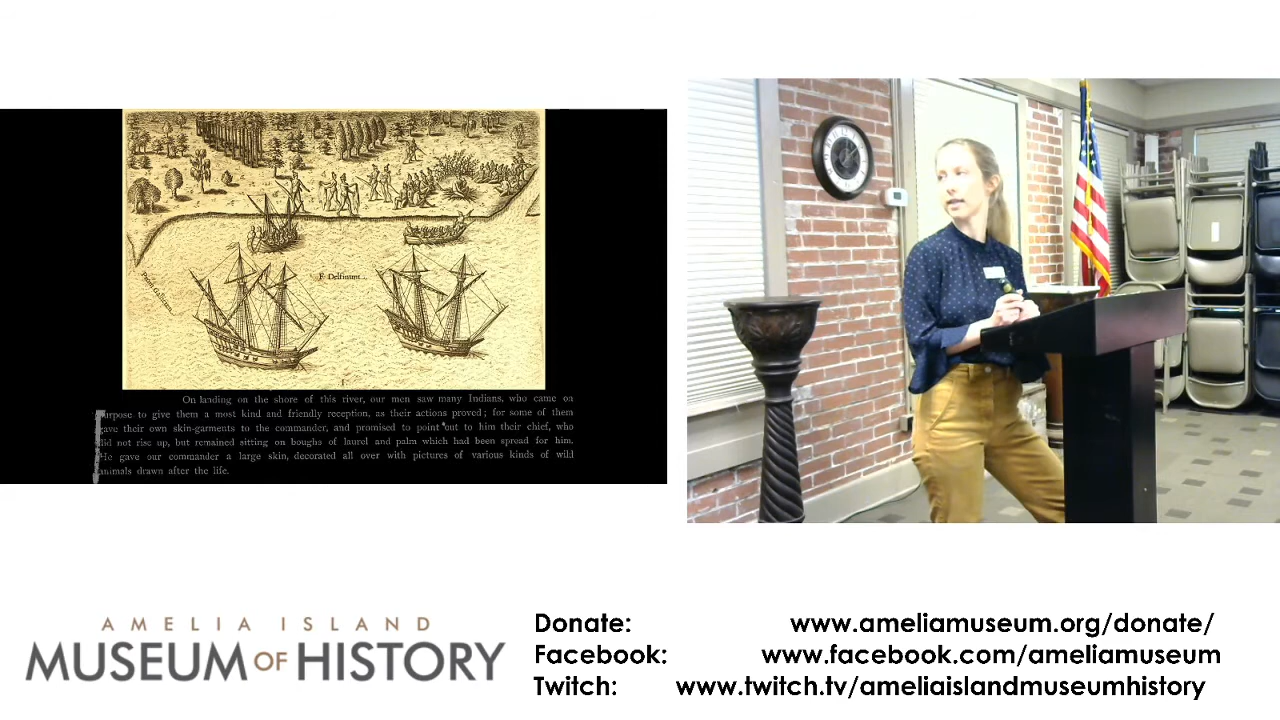 F. Delfinum.
On landing on the shore of this river, our men saw many Indians, who came on
purpose to give them a most kind and friendly reception, as their actions proved; for some of them
gave their own skin-garments to the commander, and promised to point out to him their chief, who
did not rise up, but remained sitting on boughs of laurel and palm which had been spread for him.
He gave our commander a large skin, decorated all over with pictures of various kinds of wild
animals drawn after the life.
AMELIA ISLAND
MUSEUM OF HISTORY
Donate: www.ameliamuseum.org/donate/
Facebook: www.facebook.com/ameliamuseum
Twitch: www.twitch.tv/ameliaislandmuseumhistory